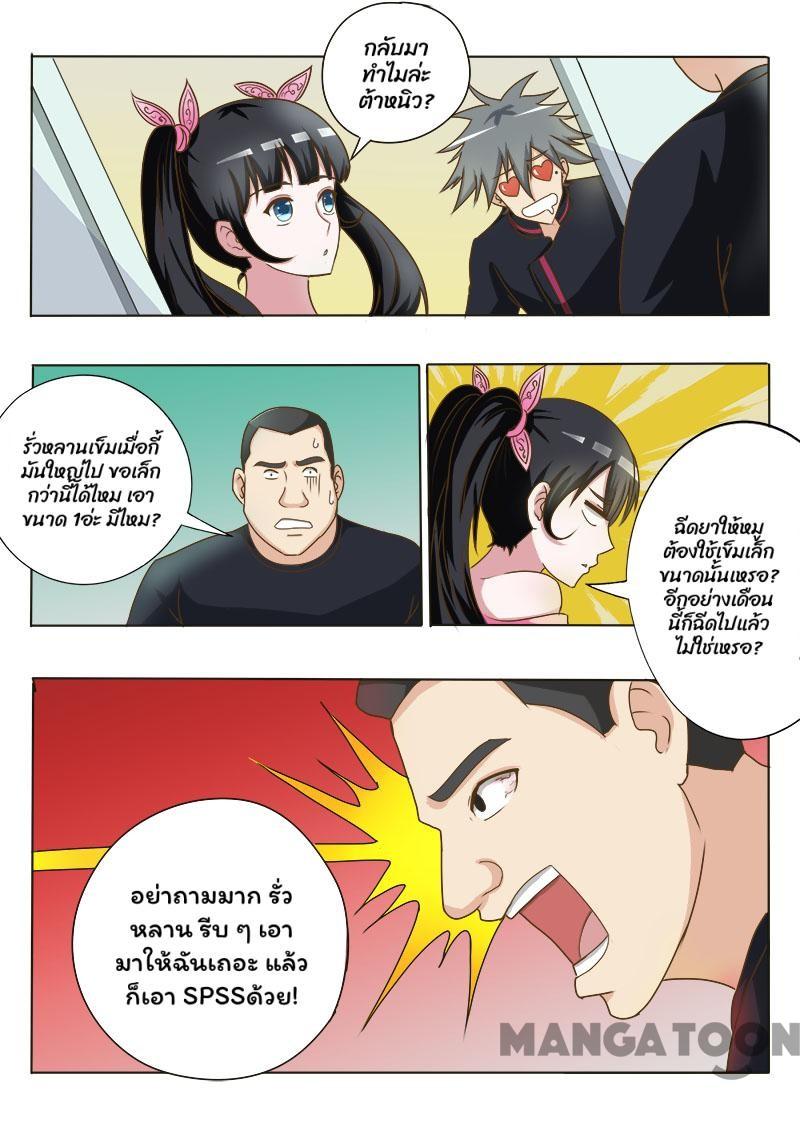 กลับมา
ทำไมล่ะ
ต้าหนิว?
รั่วหลานเข็มเมื่อกี้
มันใหญ่ไป ขอเล็ก
กว่านี้ได้ไหม เอา
ขนาด 1อ่ะ มีไหม?
ฉีดยาให้หมู
ต้องใช้เข็มเล็ก
ขนาดนั้นเหรอ?
อีกอย่างเดือน
นี้ก็ฉีดไปแล้ว
ไม่ใช่เหรอ?
อย่าถามมาก รั่ว
หลาน รีบ ๆ เอา
มาให้ฉันเถอะ แล้ว
ก็เอา SPSSด้วย!
MANGATOON